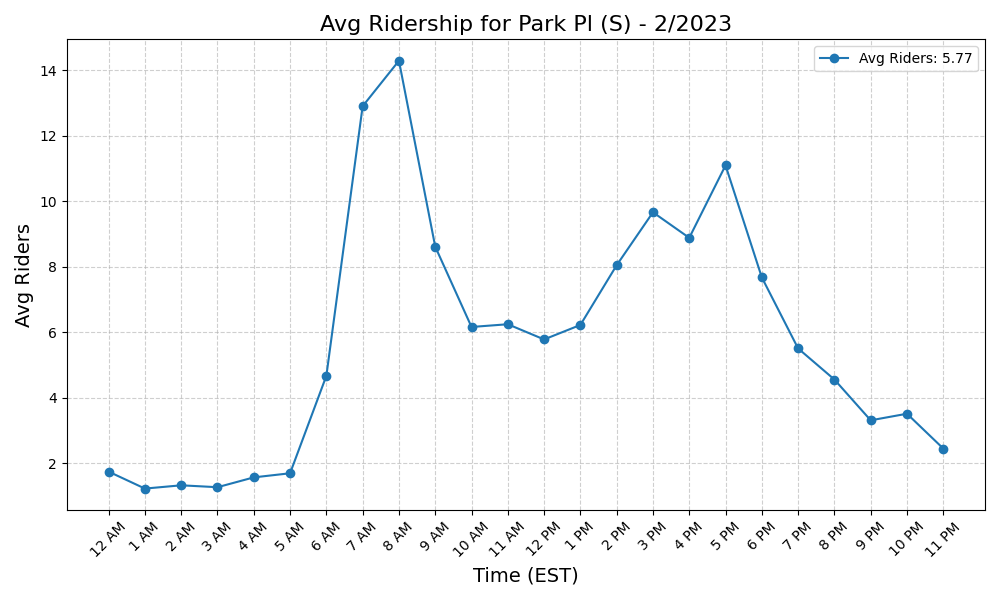 Avg Ridership for Park Pl (S) - 2/2023
Avg Riders: 5.77
Avg Riders
14
12
10
8
6
4
2
12 AM
1 AM
2 AM
3 AM
4 AM
5 AM
6 AM
7 AM
8 AM
9 AM
10 AM
11 AM
12 PM
1 PM
2 PM
3 PM
4 PM
5 PM
6 PM
7 PM
8 PM
9 PM
10 PM
11 PM
Time (EST)